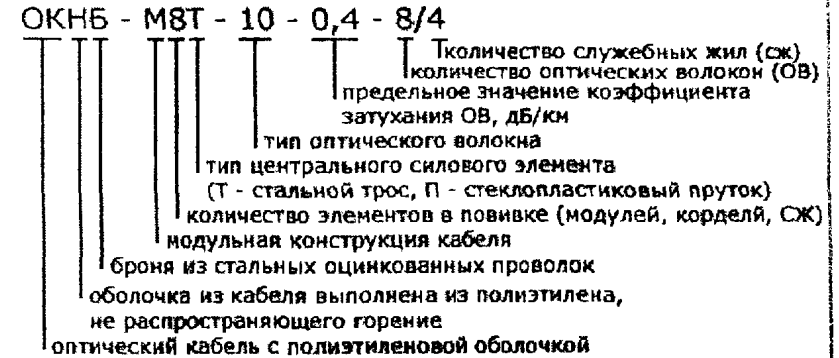 ОКНБ - М8Т - 10 - 0,4 - 8/4
количество служебных жил (сж)
количество оптических волокон (ОВ)
предельное значение коэффициента
затухания ОВ, дБ/км
тип оптического волокна
тип центрального силового элемента
(Т - стальной трос, П - стеклопластиковый пруток)
количество элементов в повивке (модулей, корделя, СЖ)
модульная конструкция кабеля
броня из стальных оцинкованных проволок
оболочка из кабеля выполнена из полиэтилена,
не распространяющего горение
оптический кабель с полиэтиленовой оболочкой